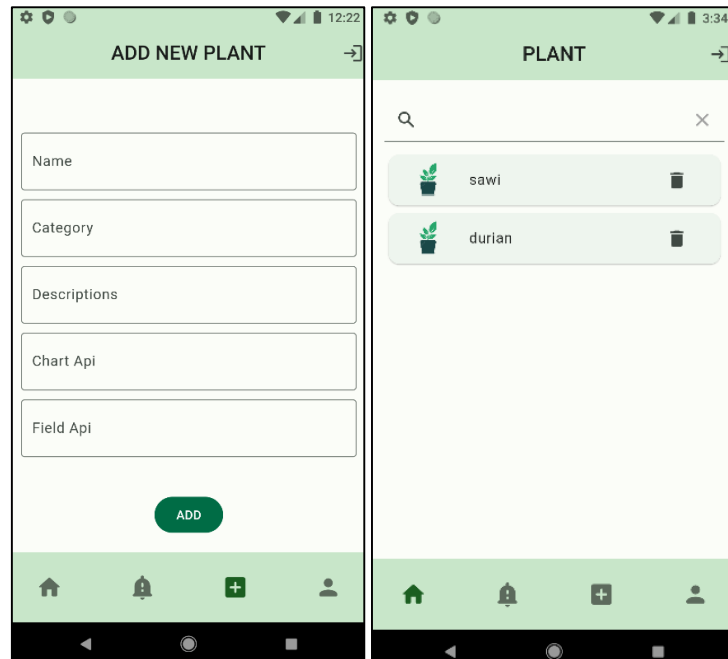 12:22
ADD NEW PLANT
Name
Category
Descriptions
Chart Api
Field Api
ADD
3:34
PLANT
sawi
durian